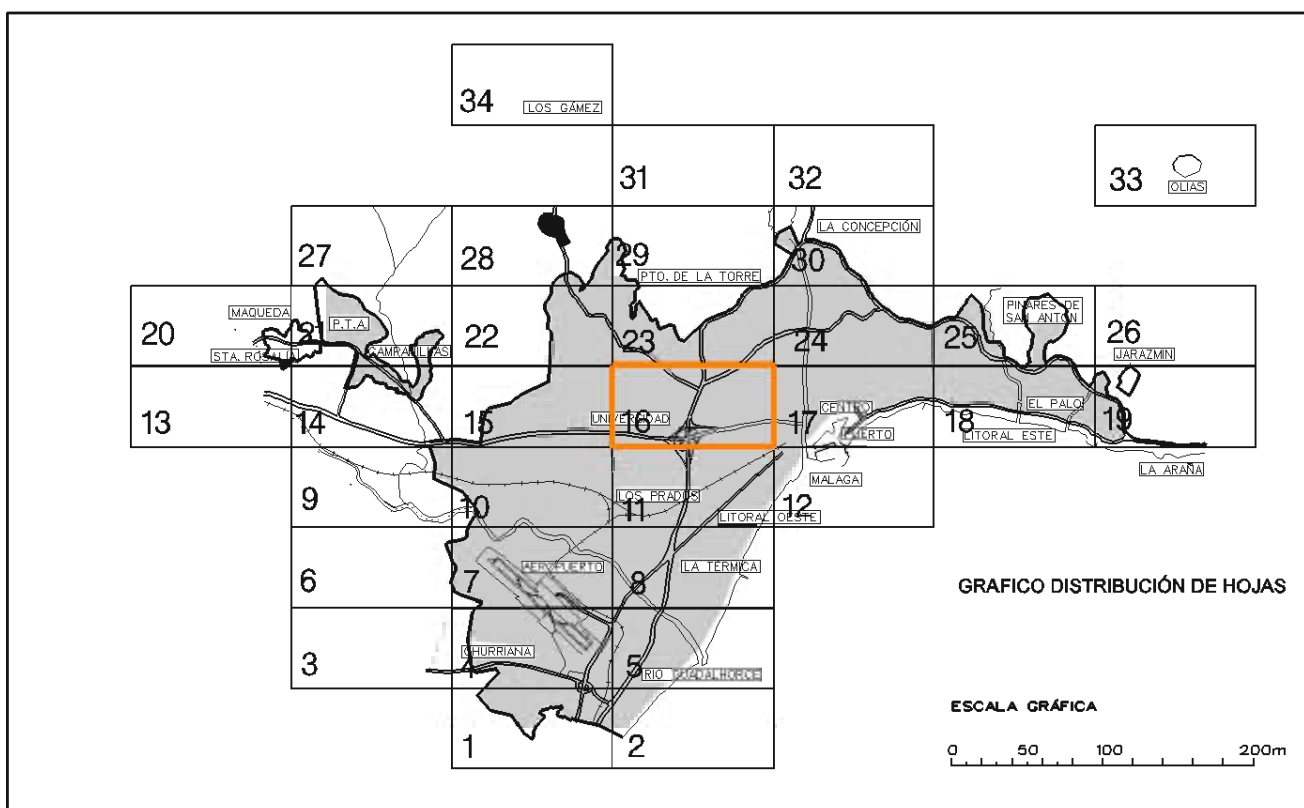 34 LOS GÁMEZ
31
32
33
OLIAS
LA CONCEPCIÓN
27
28
29
30
PTO. DE LA TORRE
20
MAQUEDA
P.T.A.
21
STA. ROSALIA
CAMPANILLAS
22
23
24
25
PINARES DE
SAN ANTON
26
JARAZMIN
13
14
15
UNIVERSIDAD
16
17
CENTRO
PUERTO
18
EL PALO
19
LITORAL ESTE
LA ARAÑA
MALAGA
9
10
LOS PRADOS
11
LITORAL OESTE
12
6
7
AEROPUERTO
8
LA TÉRMICA
GRAFICO DISTRIBUCIÓN DE HOJAS
3
CHURRIANA
5
RIO GUADALHORCE
1
2
ESCALA GRÁFICA
0 50 100 200m